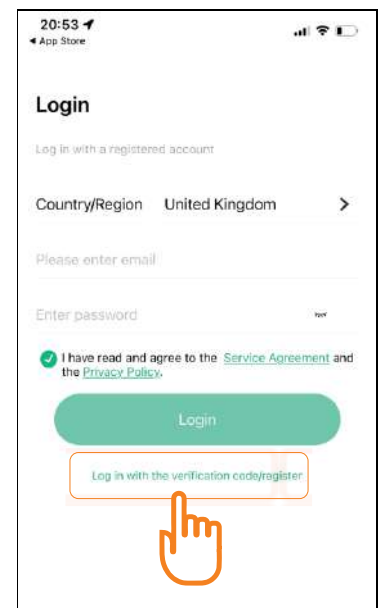 20:53
App Store
Login
Log in with a registered account
Country/Region United Kingdom
Please enter email
Enter password
I have read and agree to the Service Agreement and
the Privacy Policy.
Login
Log in with the verification code/register